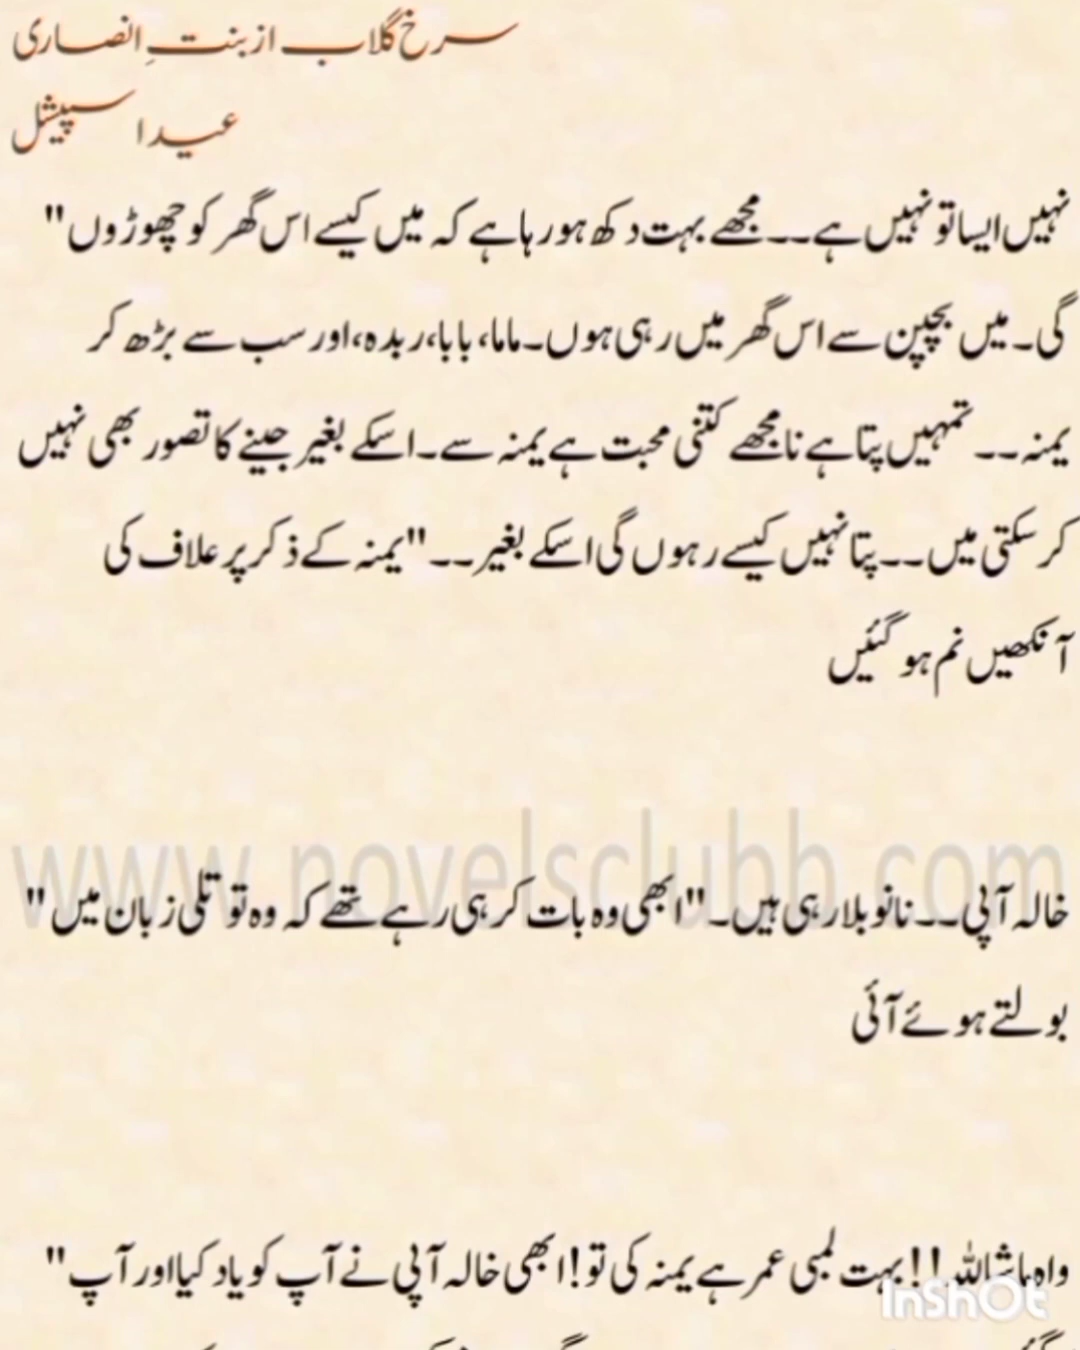 سرخ گلاب از بنتِ انصاری
عید اسپیشل
نہیں ایسا تو نہیں ہے۔۔ مجھے بہت دکھ ہو رہا ہے کہ میں کیسے اس گھر کو چھوڑوں"
گی۔ میں بچپن سے اس گھر میں رہی ہوں۔ ماما، بابا، ربدہ، اور سب سے بڑھ کر
یمنہ۔۔ تمہیں پتا ہے نا مجھے کتنی محبت ہے یمنہ سے۔ اسکے بغیر جینے کا تصور بھی نہیں
کر سکتی میں۔۔ پتا نہیں کیسے رہوں گی اسکے بغیر۔۔" یمنہ کے ذکر پر علاف کی
آنکھیں نم ہو گئیں
www.novelsclubb.com
خالہ آپی۔۔ نانو بلا رہی ہیں۔" ابھی وہ بات کر ہی رہے تھے کہ وہ تو تلی زبان میں"
بولتے ہوئے آئی
واہ ماشاللہ!! بہت لمبی عمر ہے یمنہ کی تو! ابھی خالہ آپی نے آپ کو یاد کیا اور آپ"
InshOt